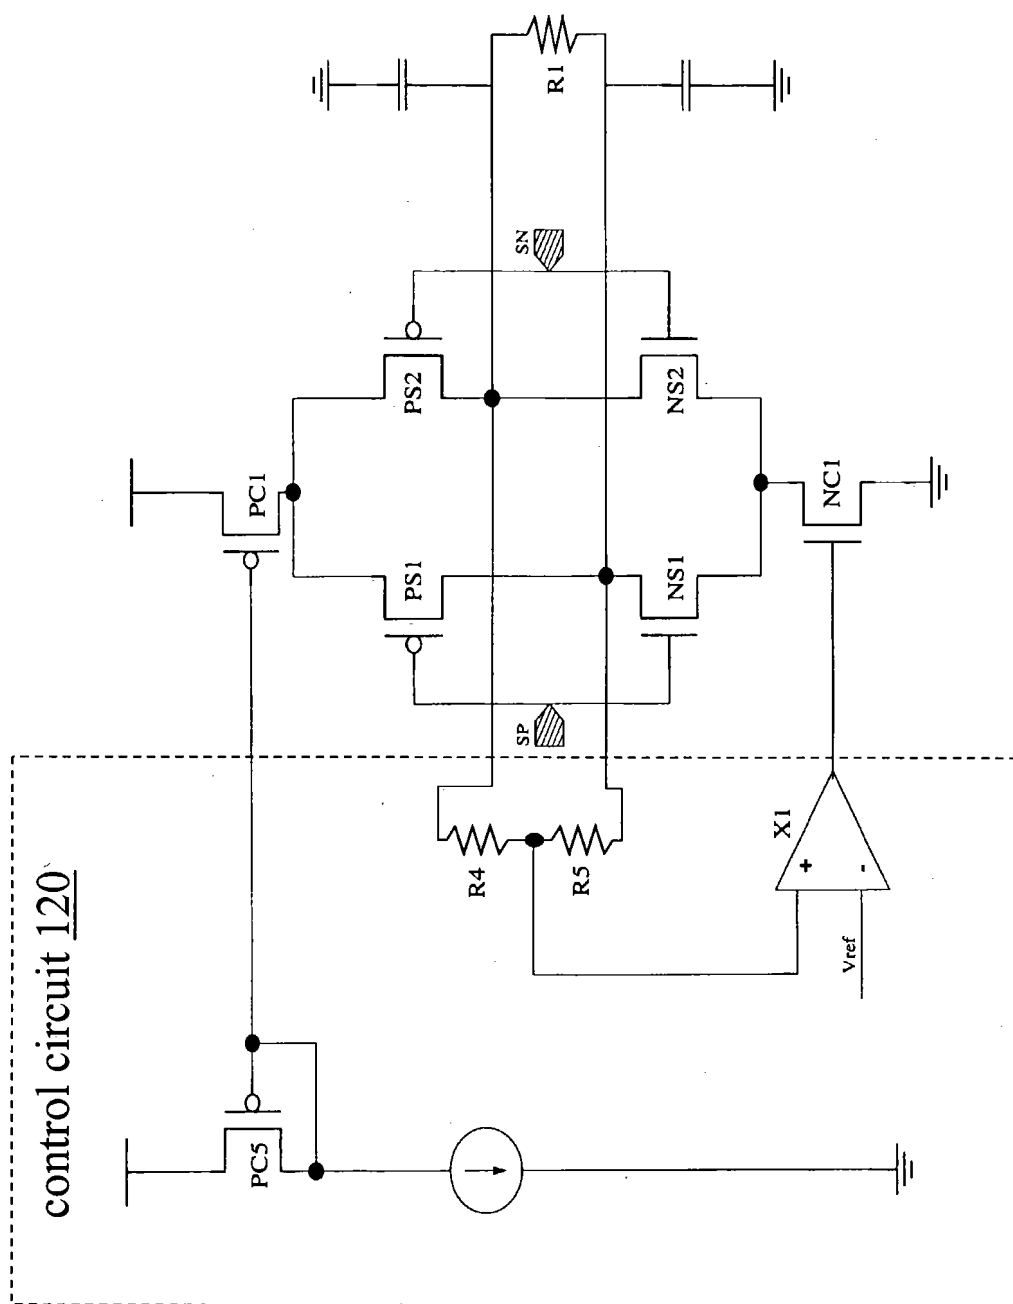 control circuit 120
PC5
PC1
PS1
PS2
SP
SN
R1
R4
R5
NS1
NS2
NC1
X1
+
-
Vref